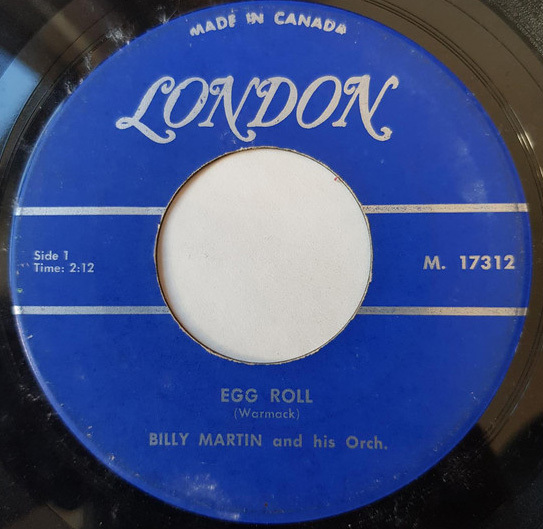 MADE IN CANADA
LONDON
Side 1
Time: 2:12
M. 17312
EGG ROLL
(Warmack)
BILLY MARTIN and his Orch.